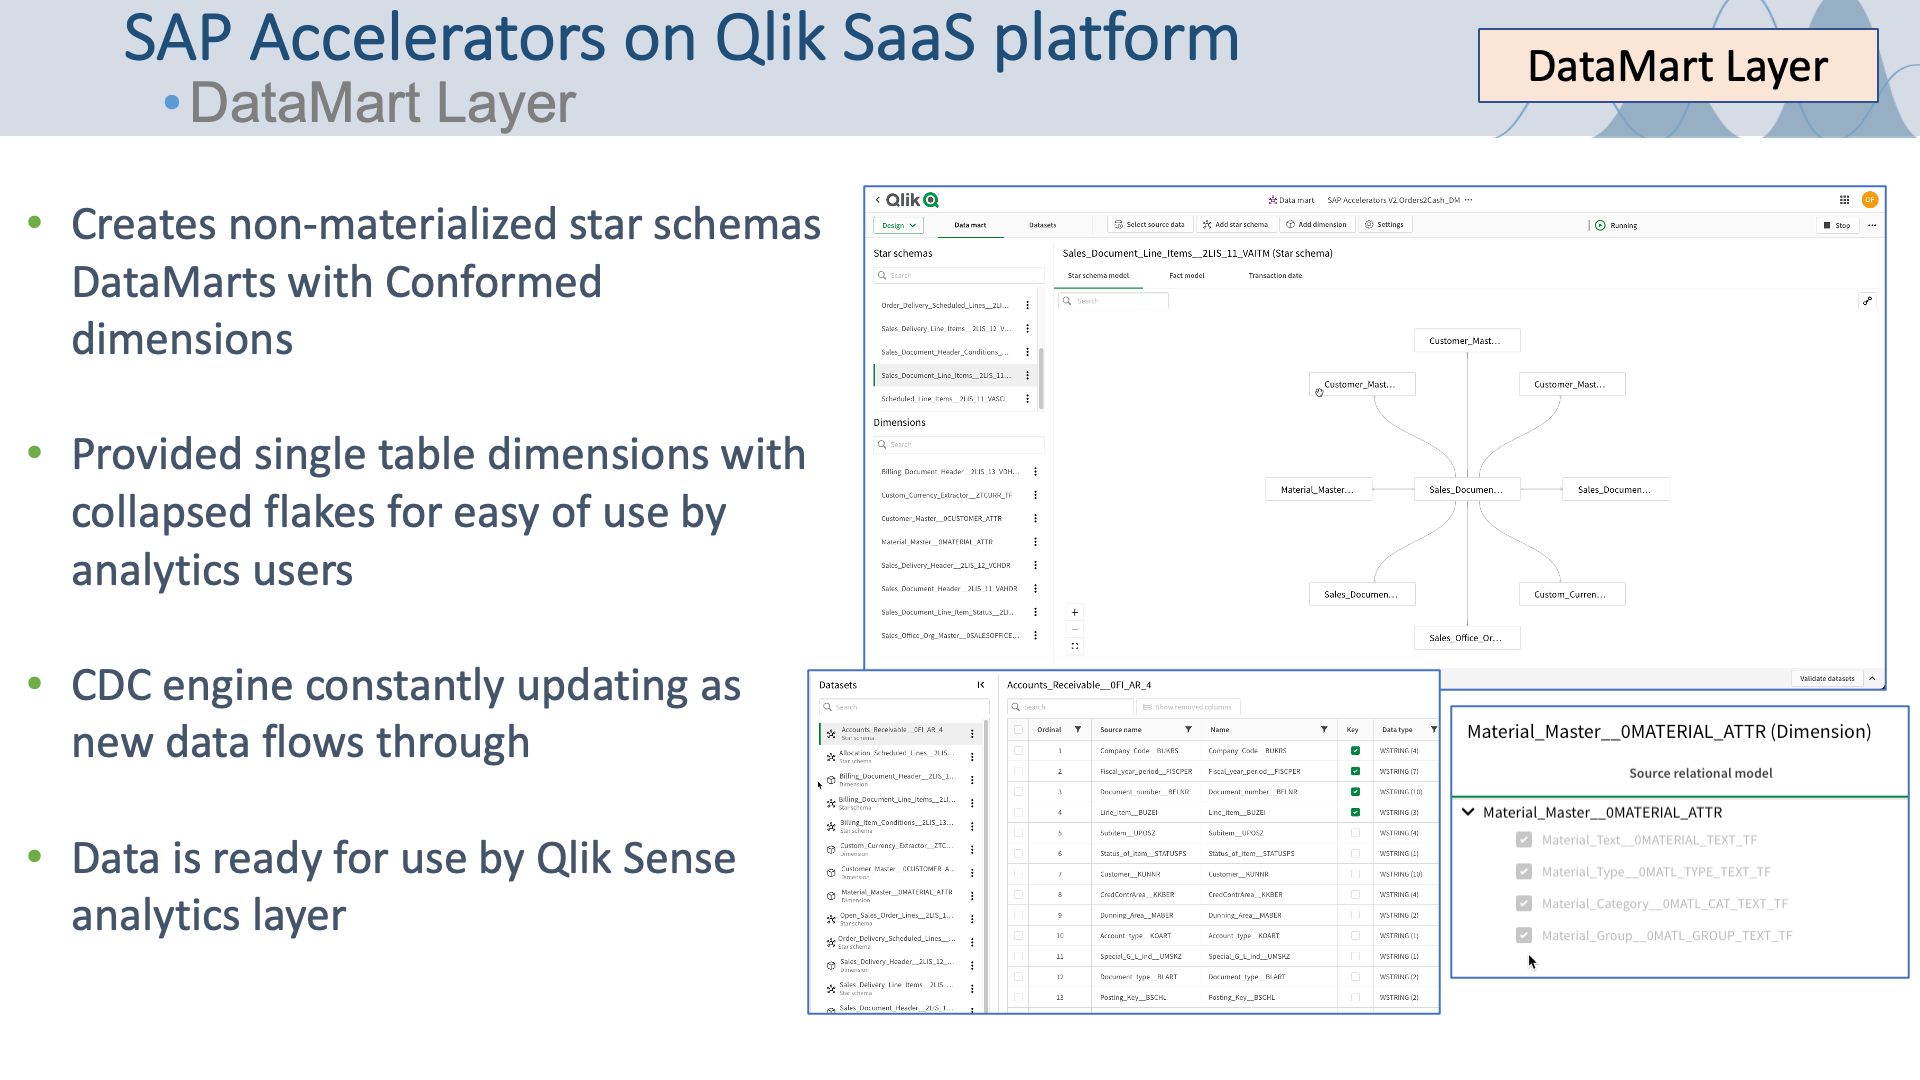 SAP Accelerators on Qlik SaaS platform
• DataMart Layer
DataMart Layer
• Creates non-materialized star schemas
DataMarts with Conformed
dimensions
• Provided single table dimensions with
collapsed flakes for easy of use by
analytics users
• CDC engine constantly updating as
new data flows through
• Data is ready for use by Qlik Sense
analytics layer
Qlik
Data mart SAP Accelerators V2.Orders2Cash_DM ...
DF
Design Data mart Datasets Select source data Add star schema Add dimension Settings Running Stop ...
Star schemas
Search
Order_Delivery_Scheduled_Lines__2LI...
Sales_Delivery_Line_Items__2LIS_12_V...
Sales_Document_Header_Conditions_...
Sales_Document_Line_Items__2LIS_11...
Scheduled_Line_Items__2LIS_11_VASCL
Dimensions
Search
Billing_Document_Header__2LIS_13_VDH...
Custom_Currency_Extractor__ZTCURR_TF
Customer_Master__0CUSTOMER_ATTR
Material_Master__0MATERIAL_ATTR
Sales_Delivery_Header__2LIS_12_VCHDR
Sales_Document_Header__2LIS_11_VAHDR
Sales_Document_Line_Item_Status__2LI...
Sales_Office_Org_Master__0SALESOFFICE...
Sales_Document_Line_Items__2LIS_11_VAITM (Star schema)
Star schema model Fact model Transaction date
Search
Customer_Mast...
Customer_Mast... Customer_Mast...
Material_Master... Sales_Documen... Sales_Documen...
Sales_Documen... Custom_Curren...
Sales_Office_Or...
Validate datasets
Datasets
Search
Accounts_Receivable__0FI_AR_4
Star schema
Allocation_Scheduled_Lines__2LIS...
Star schema
Billing_Document_Header__2LIS_1...
Dimension
Billing_Document_Line_Items__2LI...
Star schema
Billing_Item_Conditions__2LIS_13...
Star schema
Custom_Currency_Extractor__ZTC...
Dimension
Customer_Master__0CUSTOMER_A...
Dimension
Material_Master__0MATERIAL_ATTR
Dimension
Open_Sales_Order_Lines__2LIS_1...
Star schema
Order_Delivery_Scheduled_Lines__...
Star schema
Sales_Delivery_Header__2LIS_12_...
Dimension
Sales_Delivery_Line_Items__2LIS_...
Star schema
Sales_Document_Header__2LIS_1...
Accounts_Receivable__0FI_AR_4
Search Show removed columns
Ordinal Source name Name Key Data type
1 Company_Code__BUKRS Company_Code__BUKRS WSTRING (4)
2 Fiscal_year_period__FISCPER Fiscal_year_period__FISCPER WSTRING (7)
3 Document_number__BELNR Document_number__BELNR WSTRING (10)
4 Line_item__BUZEI Line_item__BUZEI WSTRING (3)
5 Subitem__UPOSZ Subitem__UPOSZ WSTRING (4)
6 Status_of_Item__STATUSPS Status_of_Item__STATUSPS WSTRING (1)
7 Customer__KUNNR Customer__KUNNR WSTRING (10)
8 CredContrArea__KKBER CredContrArea__KKBER WSTRING (4)
9 Dunning_Area__MABER Dunning_Area__MABER WSTRING (2)
10 Account_type__KOART Account_type__KOART WSTRING (1)
11 Special_G_L_ind__UMSKZ Special_G_L_ind__UMSKZ WSTRING (1)
12 Document_type__BLART Document_type__BLART WSTRING (2)
13 Posting_Key__BSCHL Posting_Key__BSCHL WSTRING (2)
Material_Master__0MATERIAL_ATTR (Dimension)
Source relational model
Material_Master__0MATERIAL_ATTR
Material_Text__0MATERIAL_TEXT_TF
Material_Type__0MATL_TYPE_TEXT_TF
Material_Category__0MATL_CAT_TEXT_TF
Material_Group__0MATL_GROUP_TEXT_TF